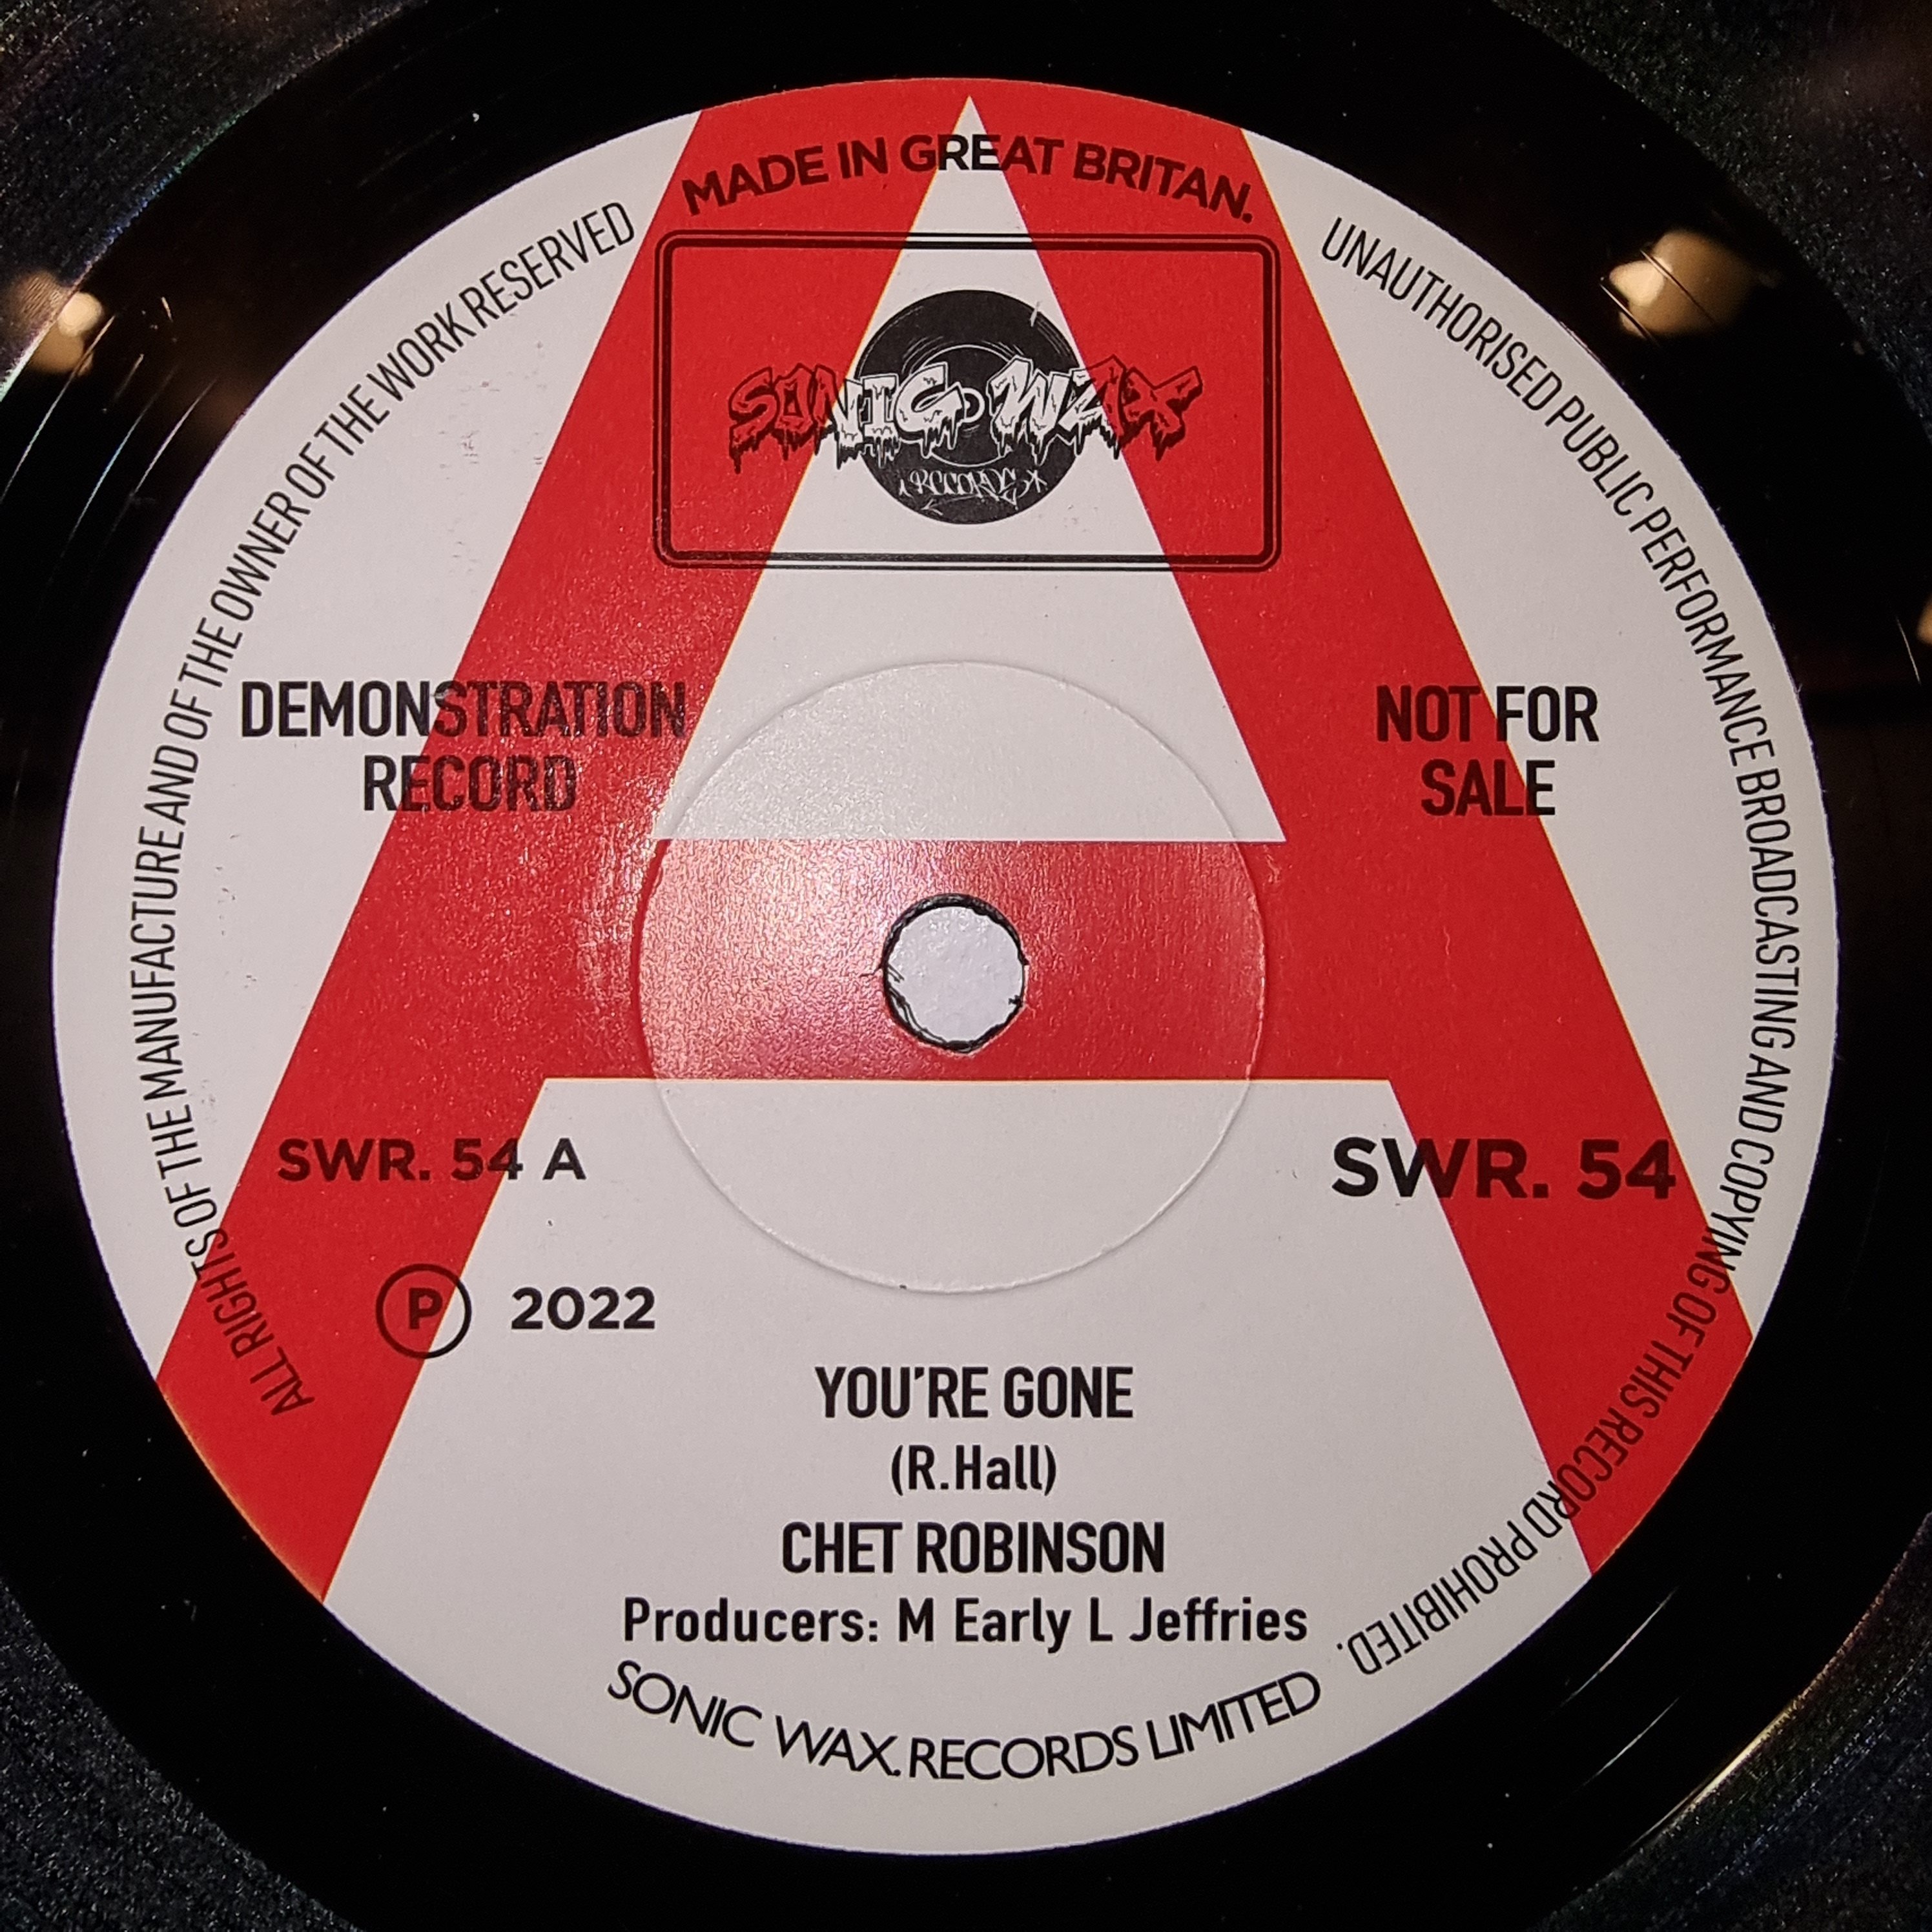 MADE IN GREAT BRITAN.
ALL RIGHTS OF THE MANUFACTURE AND OF THE OWNER OF THE WORK RESERVED
UNAUTHORISED PUBLIC PERFORMANCE BROADCASTING AND COPYING OF THIS RECORD PROHIBITED.
SONIC WAX
RECORDS
DEMONSTRATION
RECORD
NOT FOR
SALE
SWR. 54 A
SWR. 54
P 2022
YOU'RE GONE
(R.Hall)
CHET ROBINSON
Producers: M Early L Jeffries
SONIC WAX.RECORDS LIMITED
A